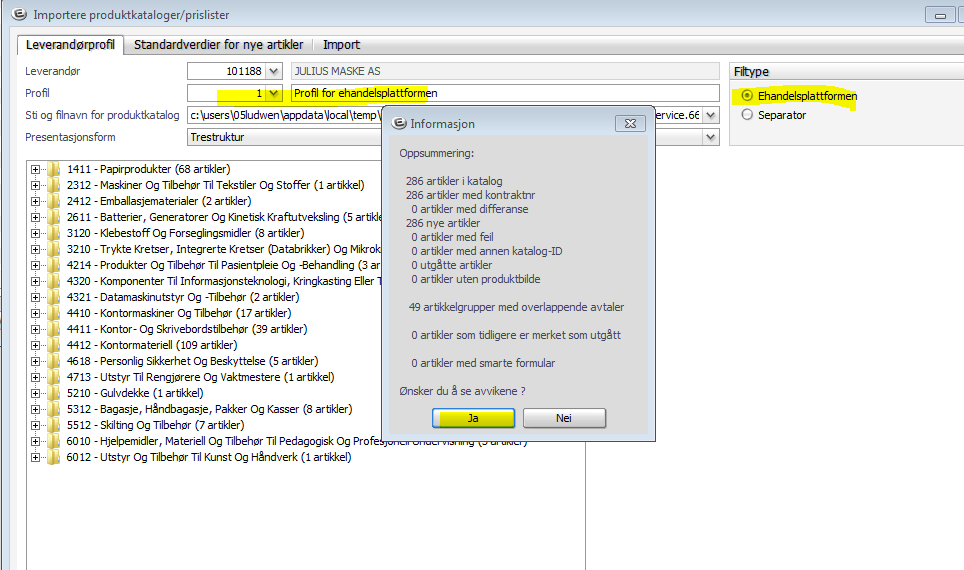 Importere produktkataloger/prislister
Leverandørprofil Standardverdier for nye artikler Import
Leverandør 101188 JULIUS MASKE AS
Profil 1 Profil for ehandelsplattformen
Sti og filnavn for produktkatalog c:\users\05ludwen\appdata\local\temp\ ervice.66
Presentasjonsform Trestruktur
Filtype
Ehandelsplattformen
Separator
1411 - Papirprodukter (68 artikler)
2312 - Maskiner Og Tilbehør Til Tekstiler Og Stoffer (1 artikkel)
2412 - Emballasjematerialer (2 artikler)
2611 - Batterier, Generatorer Og Kinetisk Kraftutveksling (5 artikle
3120 - Klebestoff Og Forseglingsmidler (8 artikler)
3210 - Trykte Kretser, Integrerte Kretser (Databrikker) Og Mikrok
4214 - Produkter Og Tilbehør Til Pasientpleie Og -Behandling (3 ar
4320 - Komponenter Til Informasjonsteknologi, Kringkasting Eller T
4321 - Datamaskinutstyr Og -Tilbehør (2 artikler)
4410 - Kontormaskiner Og Tilbehør (17 artikler)
4411 - Kontor- Og Skrivebordstilbehør (39 artikler)
4412 - Kontormateriell (109 artikler)
4618 - Personlig Sikkerhet Og Beskyttelse (5 artikler)
4713 - Utstyr Til Rengjørere Og Vaktmestere (1 artikkel)
5210 - Gulvdekke (1 artikkel)
5312 - Bagasje, Håndbagasje, Pakker Og Kasser (8 artikler)
5512 - Skilting Og Tilbehør (7 artikler)
6010 - Hjelpemidler, Materiell Og Tilbehør Til Pedagogisk Og Profesjonell Undervisning (5 artikler)
6012 - Utstyr Og Tilbehør Til Kunst Og Håndverk (1 artikkel)
Informasjon
Oppsummering:
286 artikler i katalog
286 artikler med kontraktnr
0 artikler med differanse
286 nye artikler
0 artikler med feil
0 artikler med annen katalog-ID
0 utgåtte artikler
0 artikler uten produktbilde
49 artikkelgrupper med overlappende avtaler
0 artikler som tidligere er merket som utgått
0 artikler med smarte formular
Ønsker du å se avvikene ?
Ja Nei